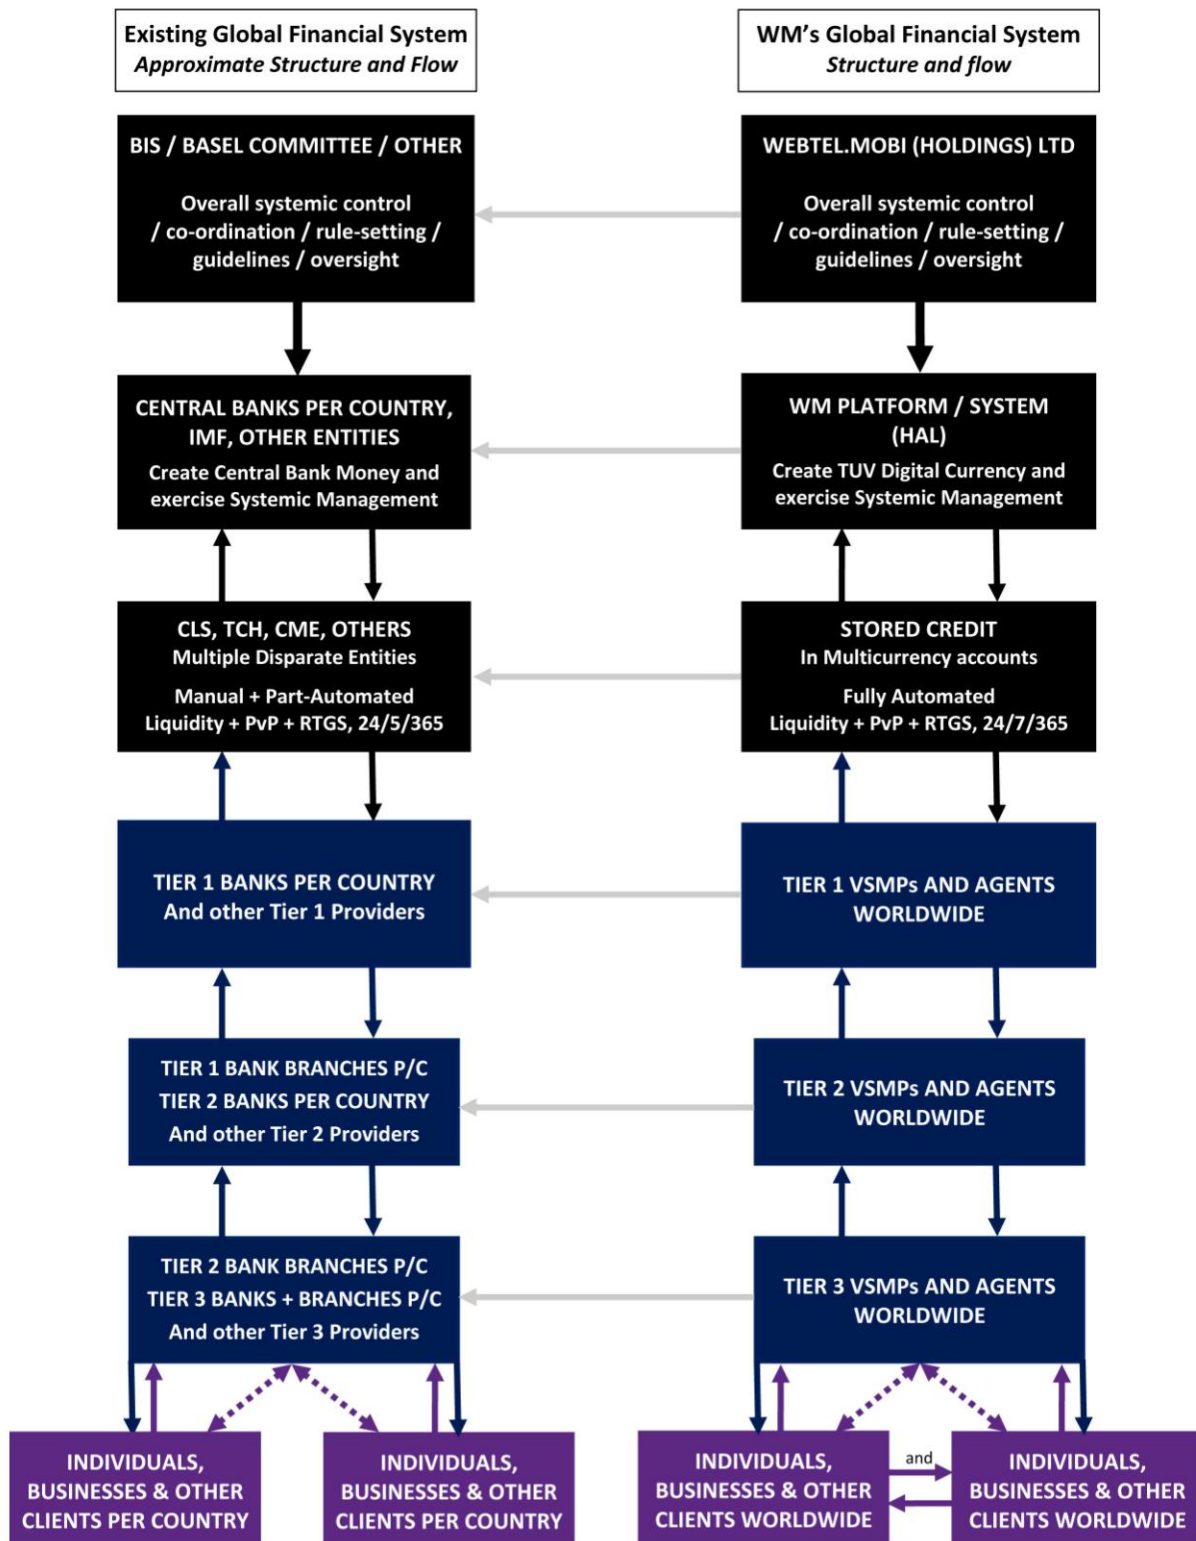 Existing Global Financial System
Approximate Structure and Flow
BIS / BASEL COMMITTEE / OTHER
Overall systemic control
/ co-ordination / rule-setting /
guidelines / oversight
CENTRAL BANKS PER COUNTRY,
IMF, OTHER ENTITIES
Create Central Bank Money and
exercise Systemic Management
CLS, TCH, CME, OTHERS
Multiple Disparate Entities
Manual + Part-Automated
Liquidity + PvP + RTGS, 24/5/365
TIER 1 BANKS PER COUNTRY
And other Tier 1 Providers
TIER 1 BANK BRANCHES P/C
TIER 2 BANKS PER COUNTRY
And other Tier 2 Providers
TIER 2 BANK BRANCHES P/C
TIER 3 BANKS + BRANCHES P/C
And other Tier 3 Providers
INDIVIDUALS,
BUSINESSES & OTHER
CLIENTS PER COUNTRY
INDIVIDUALS,
BUSINESSES & OTHER
CLIENTS PER COUNTRY
WM's Global Financial System
Structure and flow
WEBTEL.MOBI (HOLDINGS) LTD
Overall systemic control
/ co-ordination / rule-setting /
guidelines / oversight
WM PLATFORM / SYSTEM
(HAL)
Create TUV Digital Currency and
exercise Systemic Management
STORED CREDIT
In Multicurrency accounts
Fully Automated
Liquidity + PvP + RTGS, 24/7/365
TIER 1 VSMPs AND AGENTS
WORLDWIDE
TIER 2 VSMPs AND AGENTS
WORLDWIDE
TIER 3 VSMPs AND AGENTS
WORLDWIDE
INDIVIDUALS,
BUSINESSES & OTHER
CLIENTS WORLDWIDE
and
INDIVIDUALS,
BUSINESSES & OTHER
CLIENTS WORLDWIDE